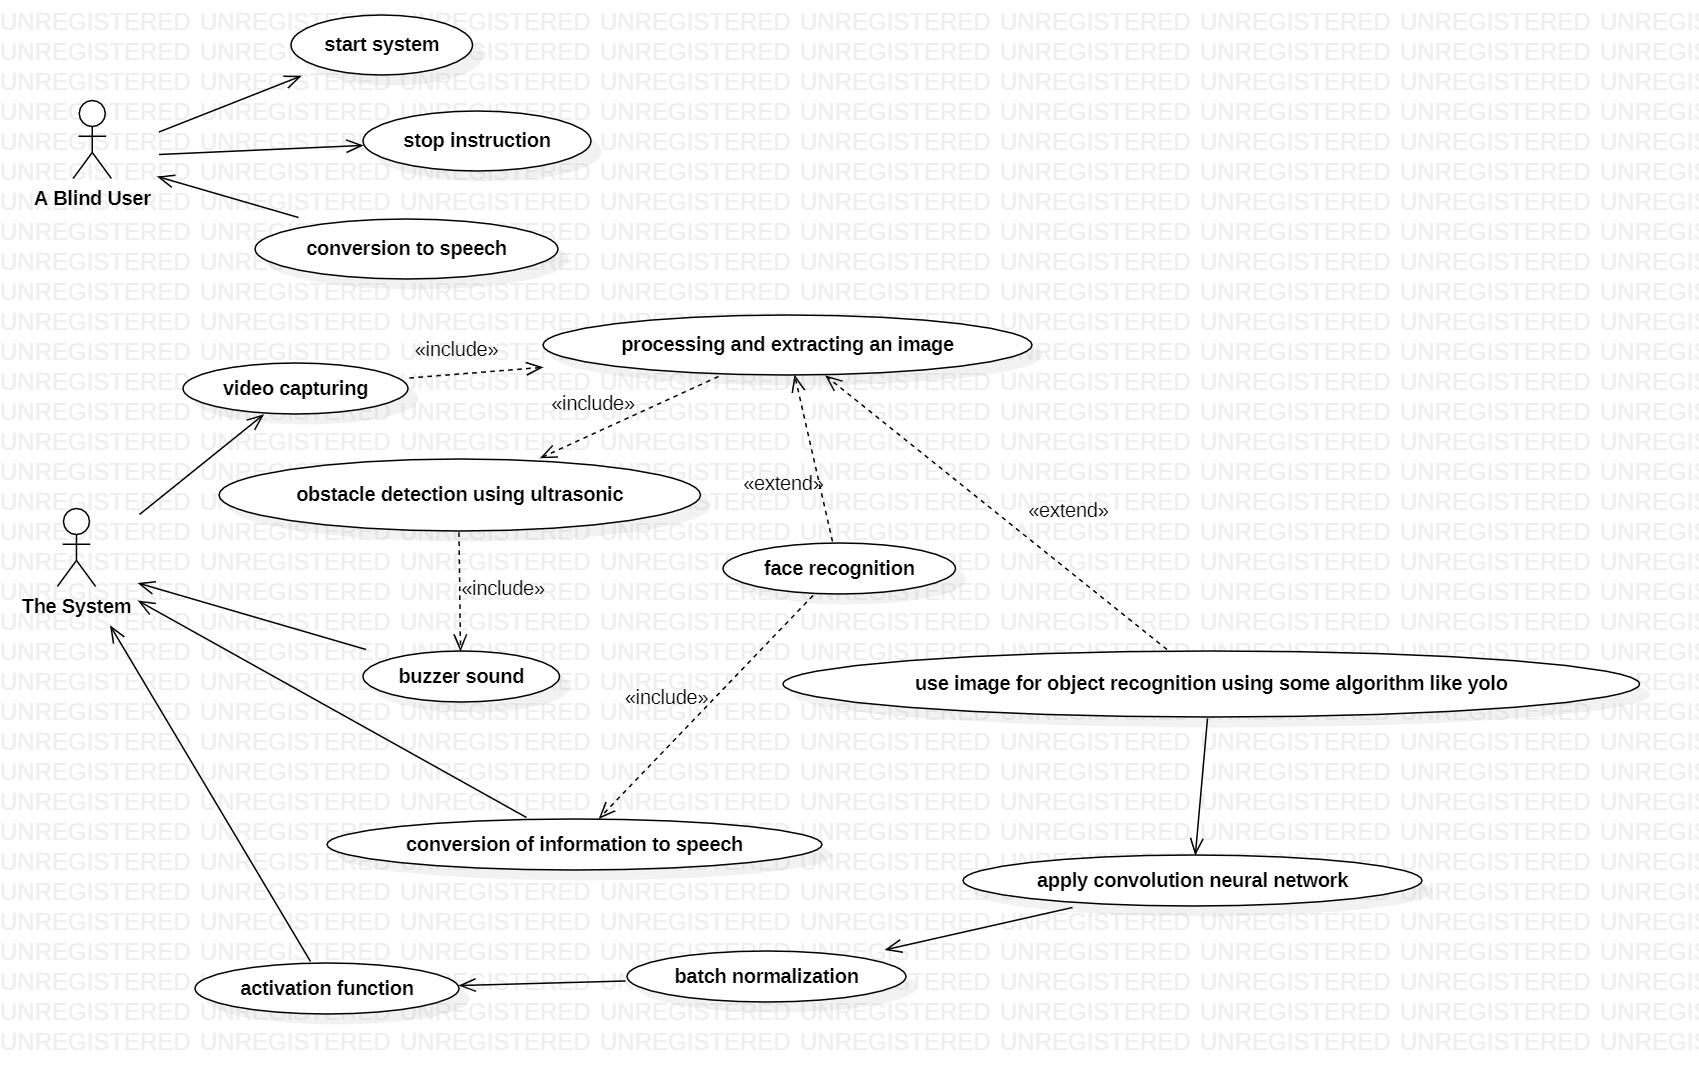 start system
stop instruction
A Blind User
conversion to speech
processing and extracting an image
«include»
video capturing
«include»
obstacle detection using ultrasonic
«extend»
«extend»
face recognition
«include»
The System
buzzer sound
use image for object recognition using some algorithm like yolo
«include»
conversion of information to speech
apply convolution neural network
batch normalization
activation function
UNREGISTERED